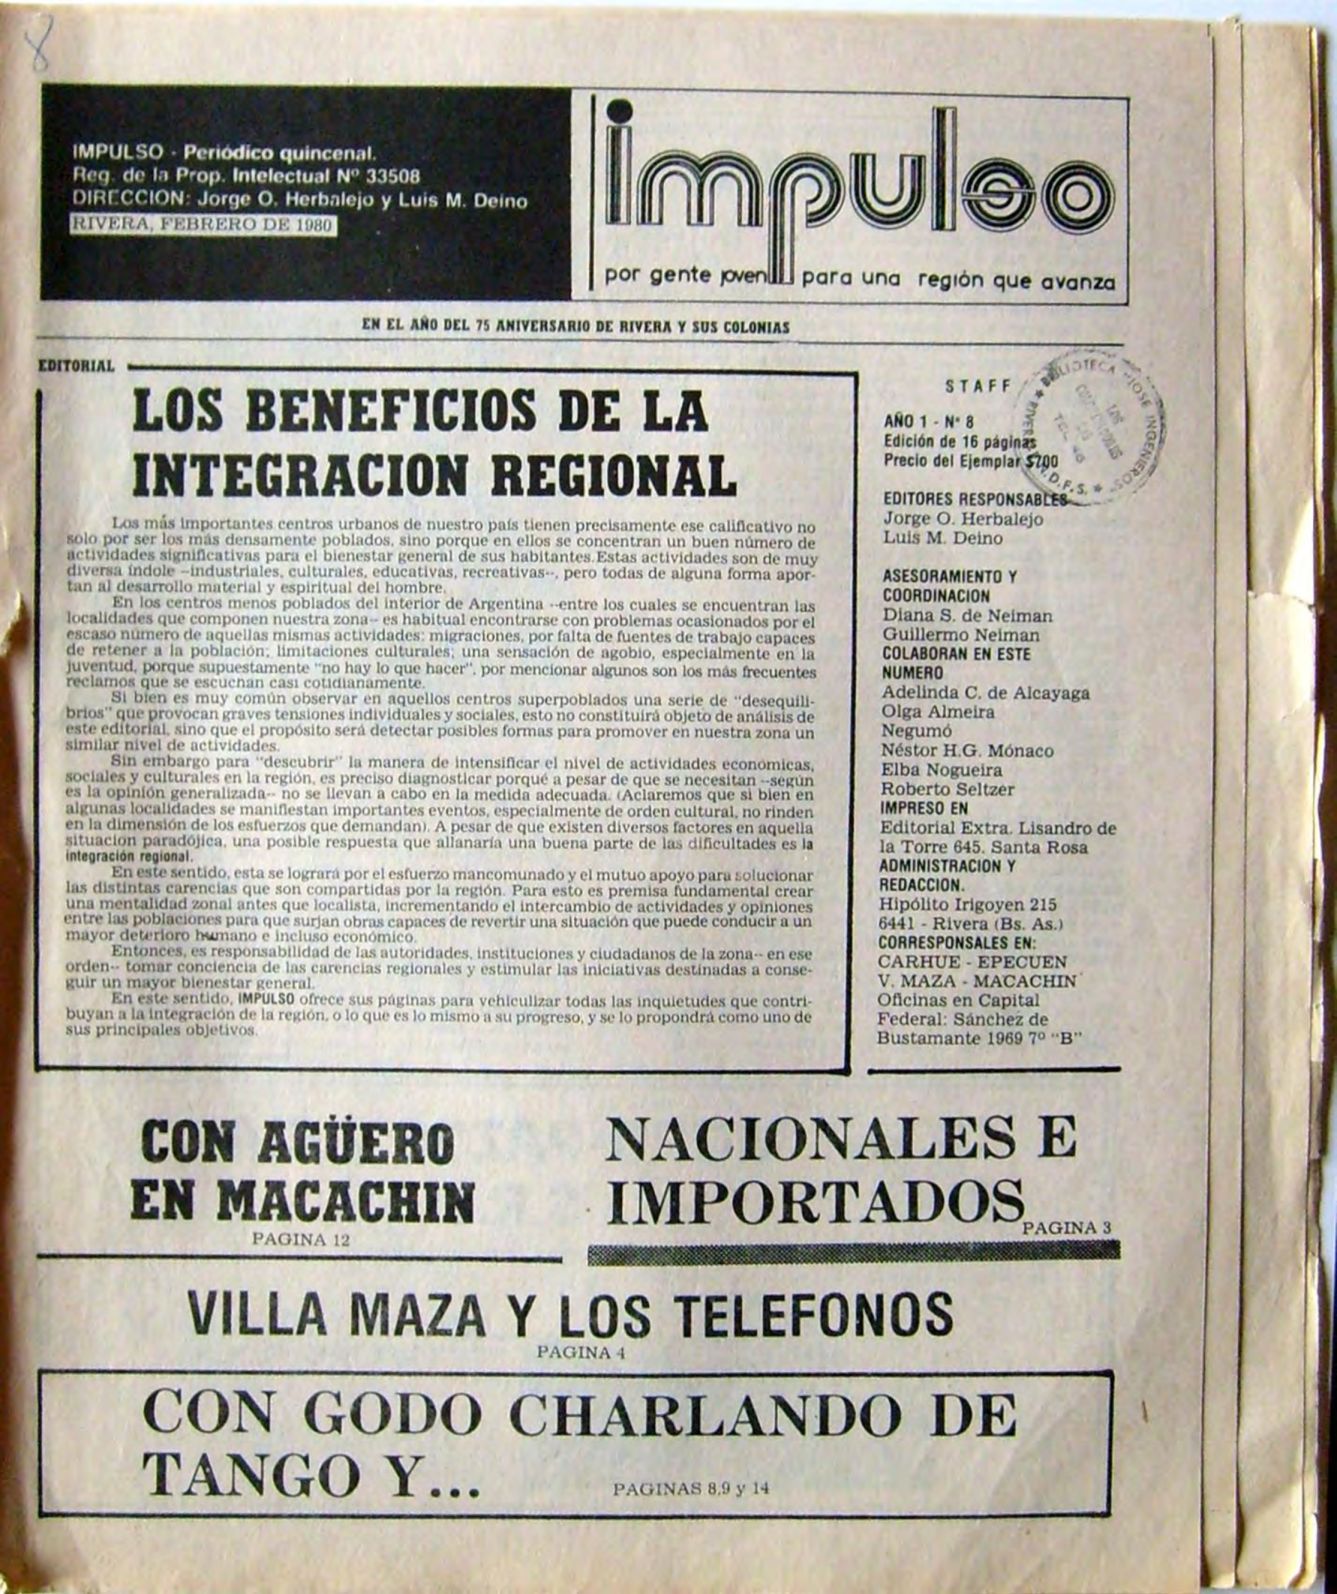 8
IMPULSO - Periódico quincenal.
Reg. de la Prop. Intelectual Nº 33508
DIRECCION: Jorge O. Herbalejo y Luis M. Deino
RIVERA, FEBRERO DE 1980
impulso
por gente joven para una región que avanza
EN EL AÑO DEL 75 ANIVERSARIO DE RIVERA Y SUS COLONIAS
EDITORIAL
LOS BENEFICIOS DE LA
INTEGRACION REGIONAL
Los más importantes centros urbanos de nuestro país tienen precisamente ese calificativo no
solo por ser los más densamente poblados, sino porque en ellos se concentran un buen número de
actividades significativas para el bienestar general de sus habitantes.Estas actividades son de muy
diversa índole --industriales, culturales, educativas, recreativas--, pero todas de alguna forma apor-
tan al desarrollo material y espiritual del hombre.
En los centros menos poblados del interior de Argentina --entre los cuales se encuentran las
localidades que componen nuestra zona-- es habitual encontrarse con problemas ocasionados por el
escaso número de aquellas mismas actividades: migraciones, por falta de fuentes de trabajo capaces
de retener a la población; limitaciones culturales; una sensación de agobio, especialmente en la
juventud, porque supuestamente "no hay lo que hacer", por mencionar algunos son los más frecuentes
reclamos que se escuchan casi cotidianamente.
Si bien es muy común observar en aquellos centros superpoblados una serie de "desequili-
brios" que provocan graves tensiones individuales y sociales, esto no constituirá objeto de análisis de
este editorial, sino que el propósito será detectar posibles formas para promover en nuestra zona un
similar nivel de actividades.
Sin embargo para "descubrir" la manera de intensificar el nivel de actividades económicas,
sociales y culturales en la región, es preciso diagnosticar porqué a pesar de que se necesitan --según
es la opinión generalizada-- no se llevan a cabo en la medida adecuada. (Aclaremos que si bien en
algunas localidades se manifiestan importantes eventos, especialmente de orden cultural, no rinden
en la dimensión de los esfuerzos que demandan). A pesar de que existen diversos factores en aquella
situación paradójica, una posible respuesta que allanaría una buena parte de las dificultades es la
integración regional.
En este sentido, esta se logrará por el esfuerzo mancomunado y el mutuo apoyo para solucionar
las distintas carencias que son compartidas por la región. Para esto es premisa fundamental crear
una mentalidad zonal antes que localista, incrementando el intercambio de actividades y opiniones
entre las poblaciones para que surjan obras capaces de revertir una situación que puede conducir a un
mayor deterioro humano e incluso económico.
Entonces, es responsabilidad de las autoridades, instituciones y ciudadanos de la zona-- en ese
orden-- tomar conciencia de las carencias regionales y estimular las iniciativas destinadas a conse-
guir un mayor bienestar general.
En este sentido, IMPULSO ofrece sus páginas para vehiculizar todas las inquietudes que contri-
buyan a la integración de la región, o lo que es lo mismo a su progreso, y se lo propondrá como uno de
sus principales objetivos.
STAFF
AÑO 1 - Nº 8
Edición de 16 páginas
Precio del Ejemplar $700
BIBLIOTECA "JOSE INGENIEROS"
RIVERA
EDITORES RESPONSABLES
Jorge O. Herbalejo
Luis M. Deino
ASESORAMIENTO Y
COORDINACION
Diana S. de Neiman
Guillermo Neiman
COLABORAN EN ESTE
NUMERO
Adelinda C. de Alcayaga
Olga Almeira
Negumó
Néstor H.G. Mónaco
Elba Nogueira
Roberto Seltzer
IMPRESO EN
Editorial Extra. Lisandro de
la Torre 645. Santa Rosa
ADMINISTRACION Y
REDACCION.
Hipólito Irigoyen 215
6441 - Rivera (Bs. As.)
CORRESPONSALES EN:
CARHUE - EPECUEN
V. MAZA - MACACHIN
Oficinas en Capital
Federal: Sánchez de
Bustamante 1969 7º "B"
CON AGÜERO
EN MACACHIN
PAGINA 12
NACIONALES E
IMPORTADOS
PAGINA 3
VILLA MAZA Y LOS TELEFONOS
PAGINA 4
CON GODO CHARLANDO DE
TANGO Y...
PAGINAS 8,9 y 14